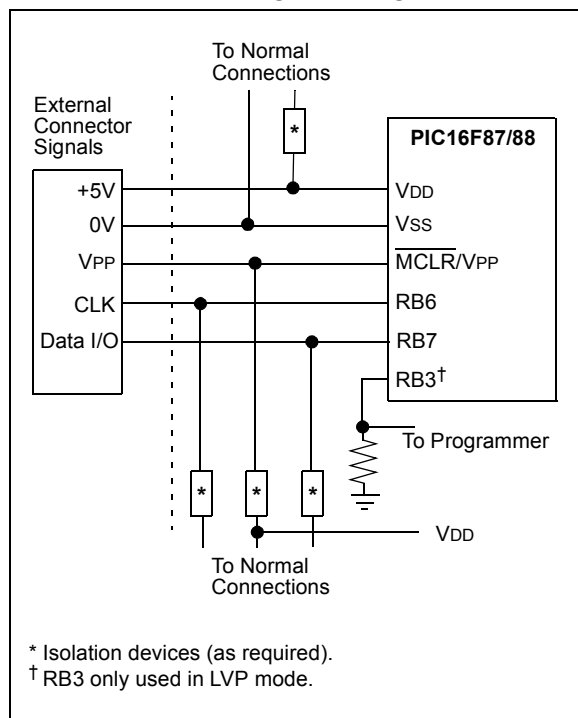 To Normal
Connections
External
Connector
Signals
*
PIC16F87/88
+5V
VDD
0V
VSS
VPP
MCLR/VPP
CLK
RB6
Data I/O
RB7
RB3†
To Programmer
*
*
*
VDD
To Normal
Connections
* Isolation devices (as required).
† RB3 only used in LVP mode.